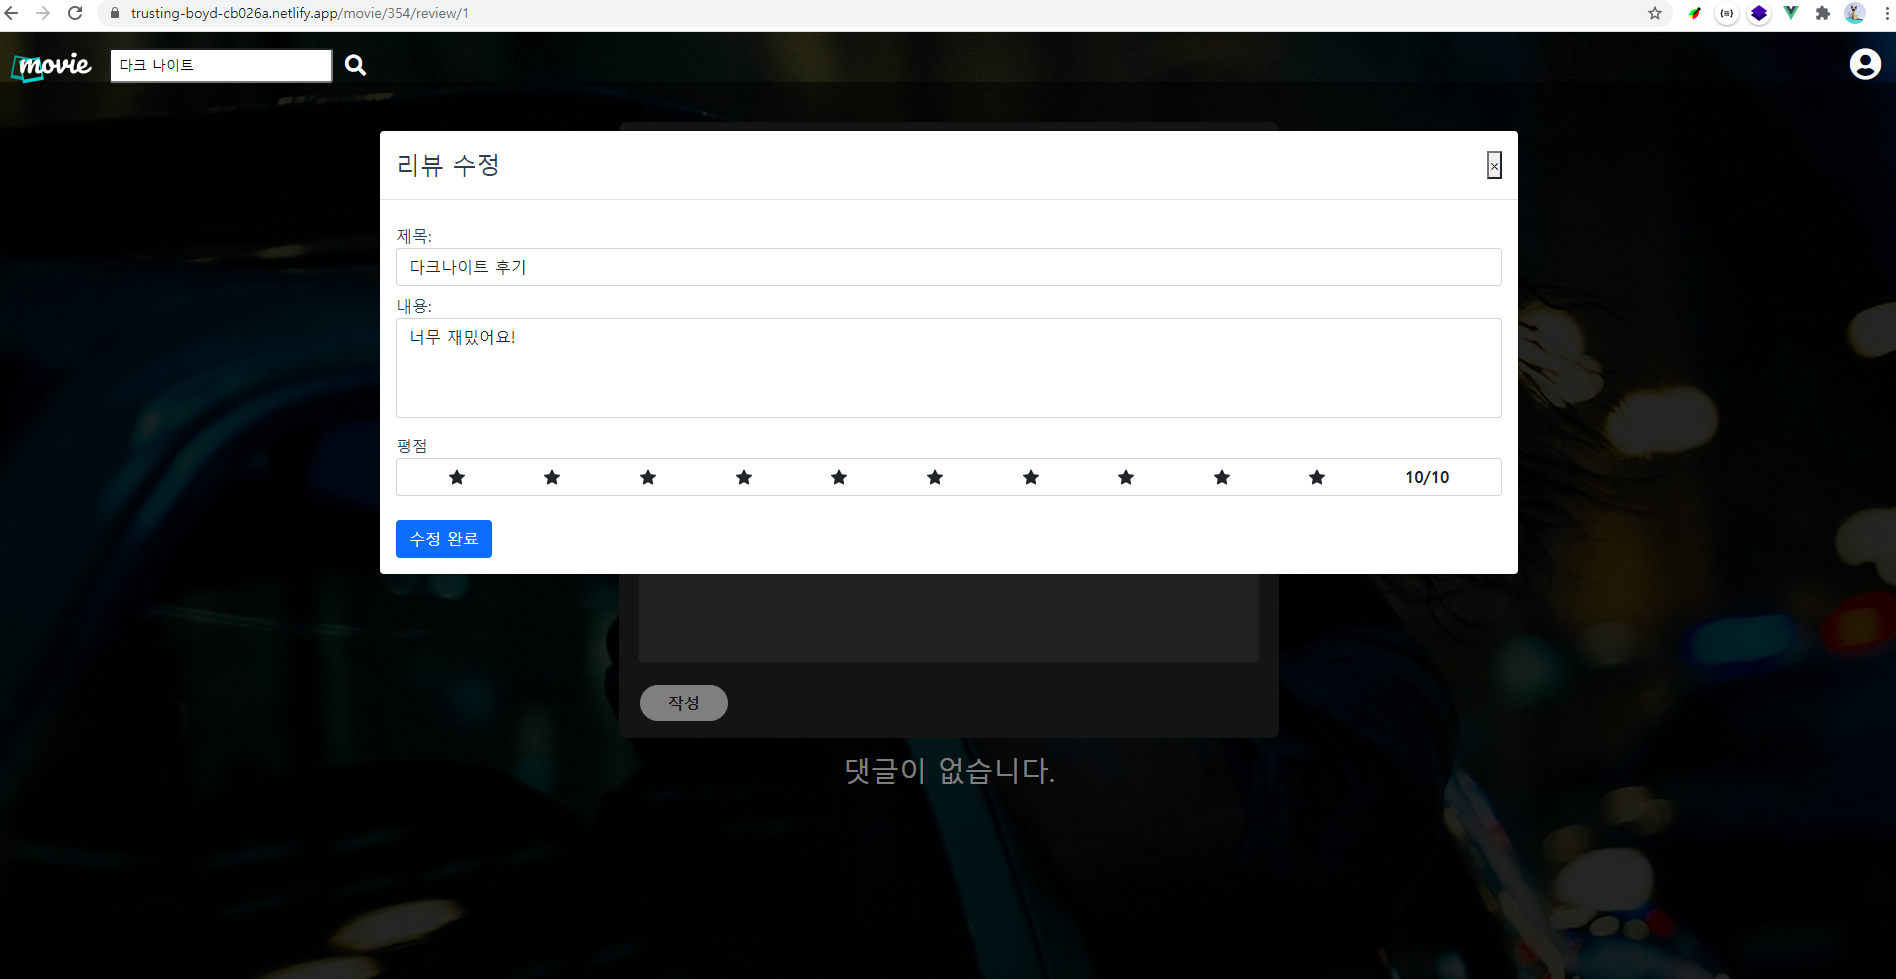 trusting-boyd-cb026a.netlify.app/movie/354/review/1
movie
다크 나이트
리뷰 수정
×
제목:
다크나이트 후기
내용:
너무 재밌어요!
평점
10/10
수정 완료
작성
댓글이 없습니다.